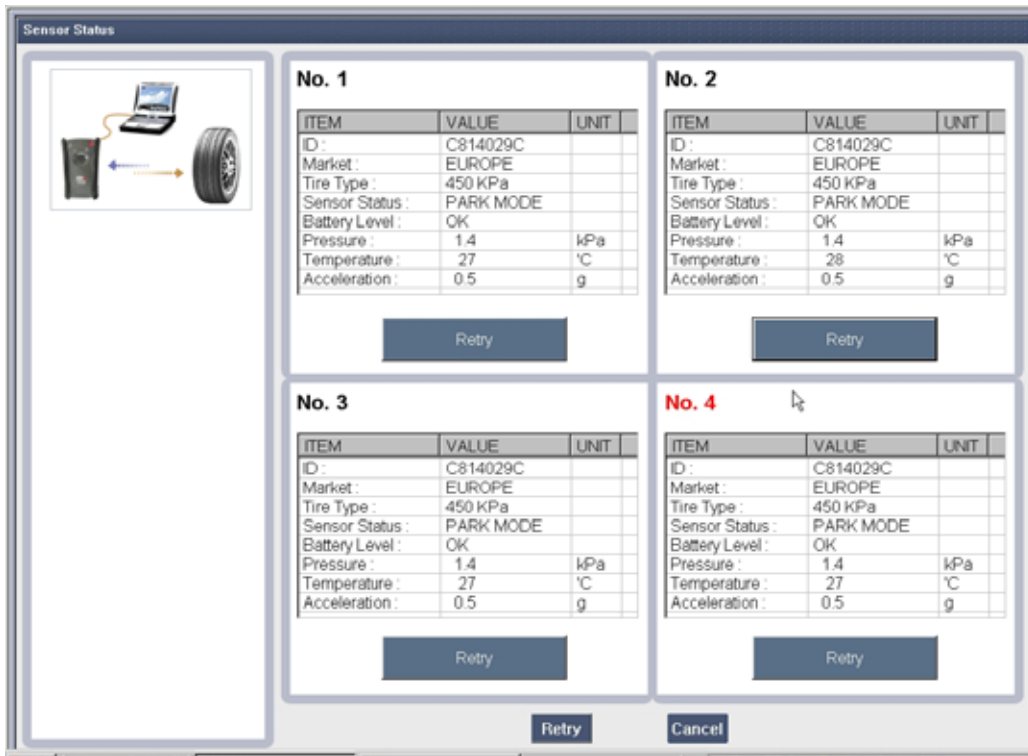 Sensor Status
No. 1
ITEM VALUE UNIT
ID : C814029C
Market : EUROPE
Tire Type : 450 KPa
Sensor Status : PARK MODE
Battery Level : OK
Pressure : 1.4 kPa
Temperature : 27 'C
Acceleration : 0.5 g
Retry
No. 2
ITEM VALUE UNIT
ID : C814029C
Market : EUROPE
Tire Type : 450 KPa
Sensor Status : PARK MODE
Battery Level : OK
Pressure : 1.4 kPa
Temperature : 28 'C
Acceleration : 0.5 g
Retry
No. 3
ITEM VALUE UNIT
ID : C814029C
Market : EUROPE
Tire Type : 450 KPa
Sensor Status : PARK MODE
Battery Level : OK
Pressure : 1.4 kPa
Temperature : 27 'C
Acceleration : 0.5 g
Retry
No. 4
ITEM VALUE UNIT
ID : C814029C
Market : EUROPE
Tire Type : 450 KPa
Sensor Status : PARK MODE
Battery Level : OK
Pressure : 1.4 kPa
Temperature : 27 'C
Acceleration : 0.5 g
Retry
Retry Cancel